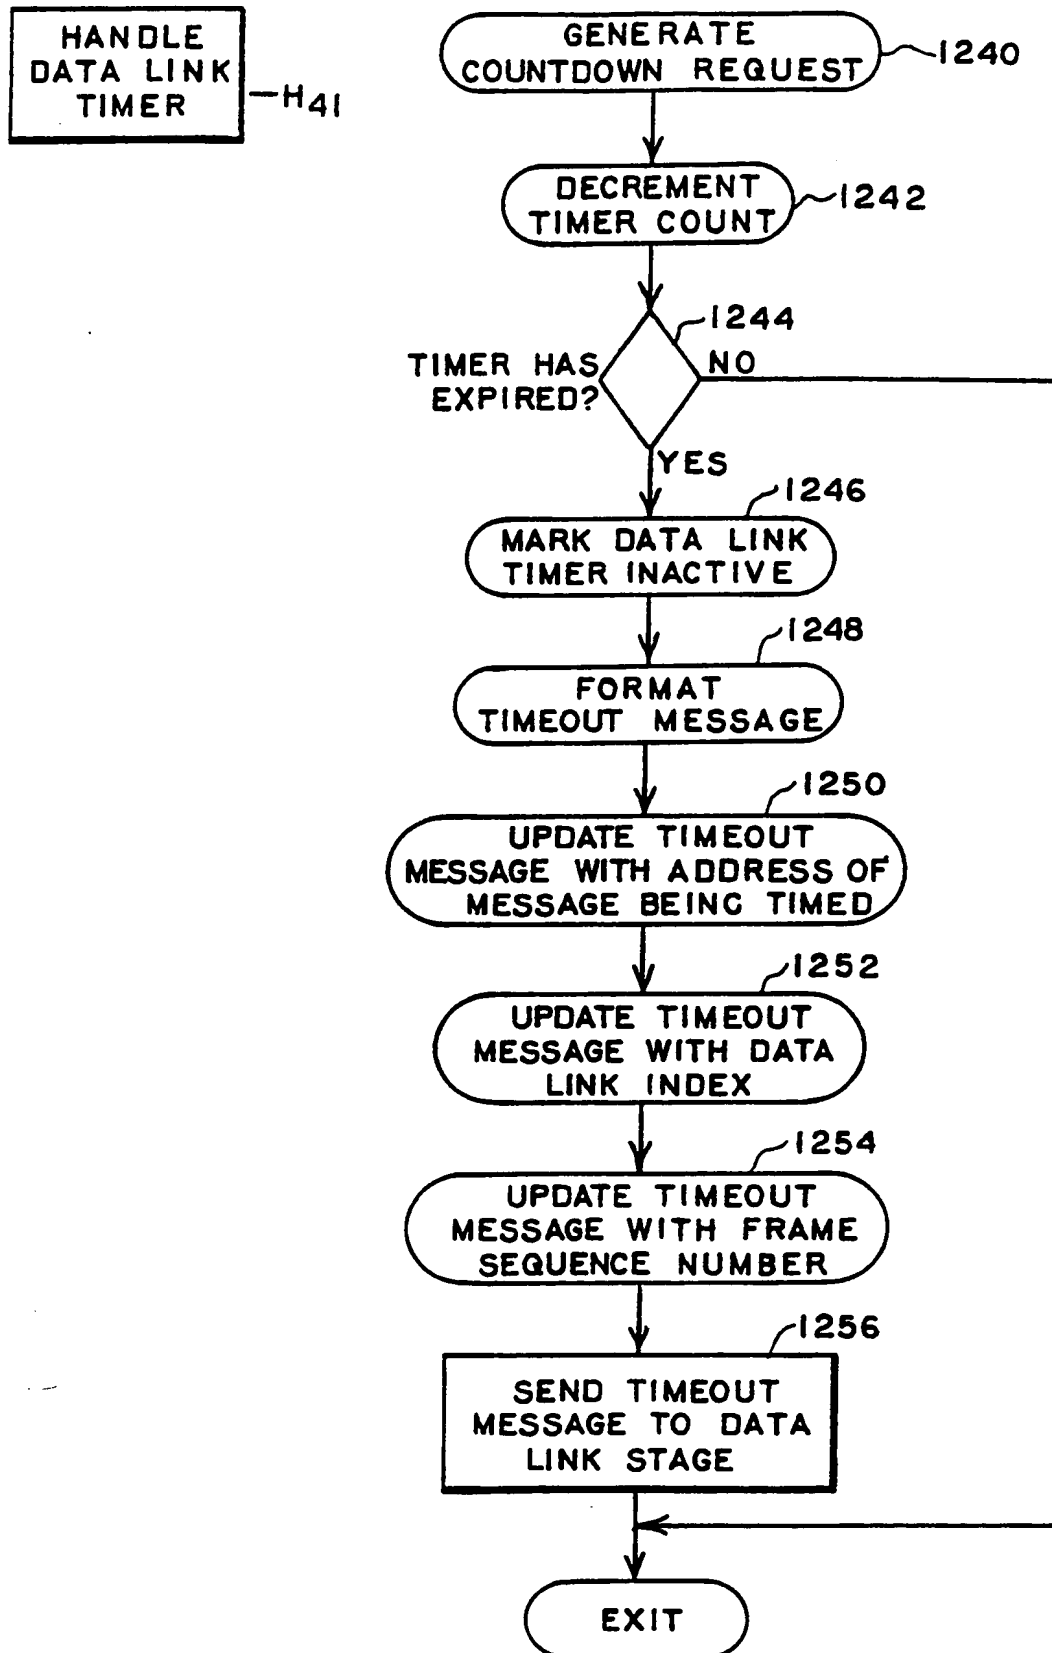 HANDLE
DATA LINK
TIMER
H41
GENERATE
COUNTDOWN REQUEST
1240
DECREMENT
TIMER COUNT
1242
1244
TIMER HAS
EXPIRED?
NO
YES
1246
MARK DATA LINK
TIMER INACTIVE
1248
FORMAT
TIMEOUT MESSAGE
1250
UPDATE TIMEOUT
MESSAGE WITH ADDRESS OF
MESSAGE BEING TIMED
1252
UPDATE TIMEOUT
MESSAGE WITH DATA
LINK INDEX
1254
UPDATE TIMEOUT
MESSAGE WITH FRAME
SEQUENCE NUMBER
1256
SEND TIMEOUT
MESSAGE TO DATA
LINK STAGE
EXIT